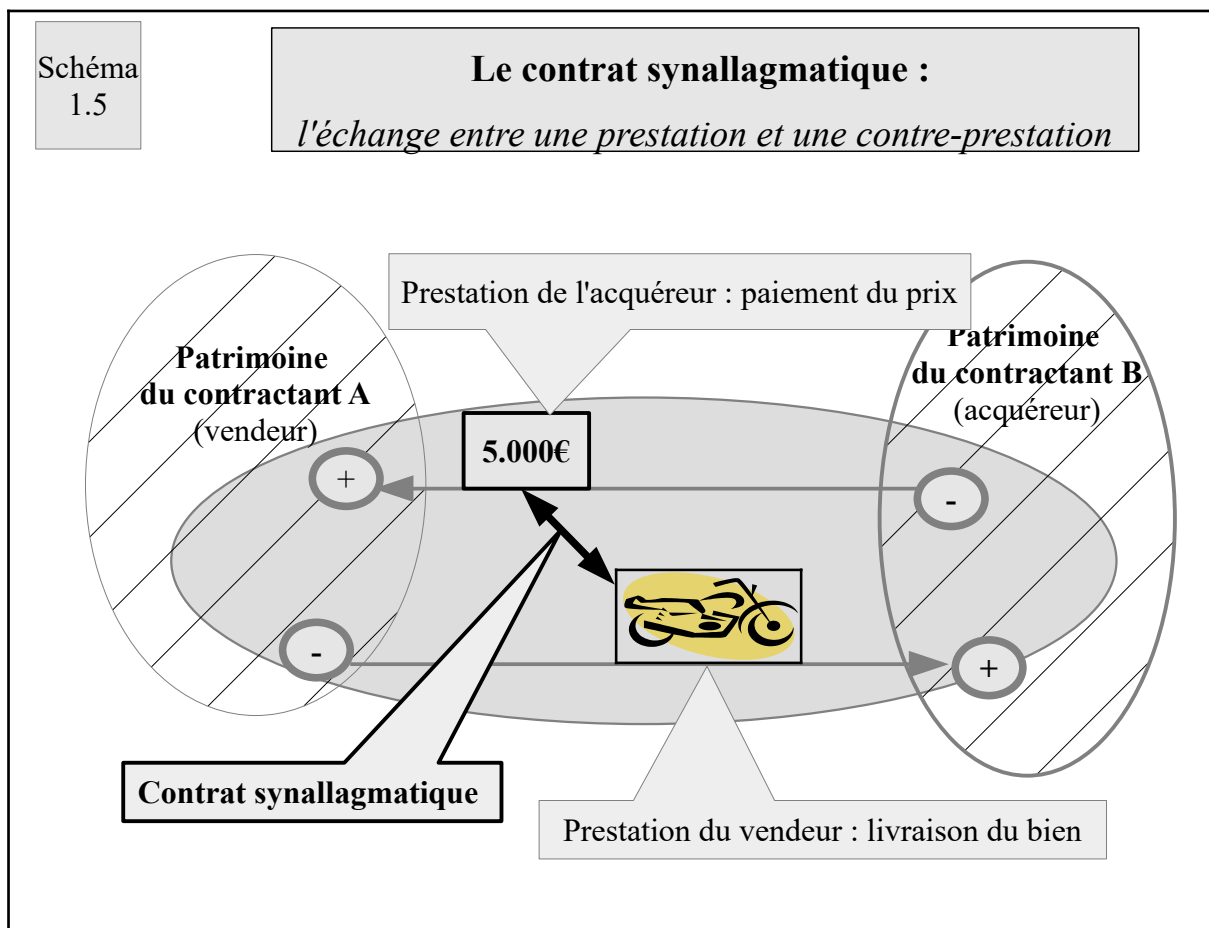 Schéma
1.5
Le contrat synallagmatique :
l'échange entre une prestation et une contre-prestation
Prestation de l'acquéreur : paiement du prix
Patrimoine
du contractant A
(vendeur)
Patrimoine
du contractant B
(acquéreur)
5.000€
+
-
-
+
Contrat synallagmatique
Prestation du vendeur : livraison du bien